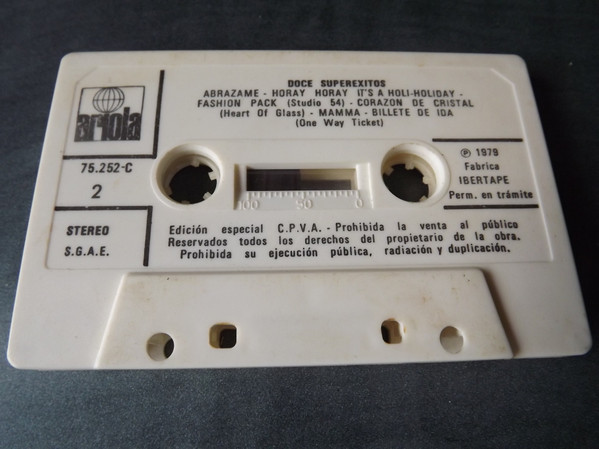 DOCE SUPEREXITOS
ABRAZAME - HORAY HORAY IT'S A HOLI-HOLIDAY -
FASHION PACK (Studio 54) - CORAZON DE CRISTAL
(Heart Of Glass) - MAMMA - BILLETE DE IDA
(One Way Ticket)
ariola
75.252-C
2
STEREO
S.G.A.E.
100 50 0
℗ 1979
Fabrica
IBERTAPE
Perm. en trámite
Edición especial C.P.V.A. - Prohibida la venta al público
Reservados todos los derechos del propietario de la obra.
Prohibida su ejecución pública, radiación y duplicación.